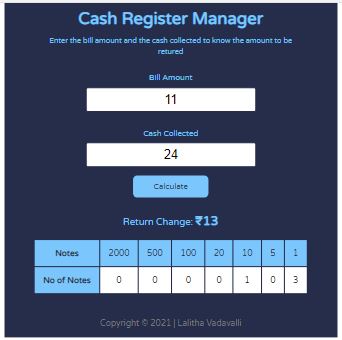 Cash Register Manager
Enter the bill amount and the cash collected to know the amount to be
retured
Bill Amount
11
Cash Collected
24
Calculate
Return Change: ₹13
Notes 2000 500 100 20 10 5 1
No of Notes 0 0 0 0 1 0 3
Copyright © 2021 | Lalitha Vadavalli